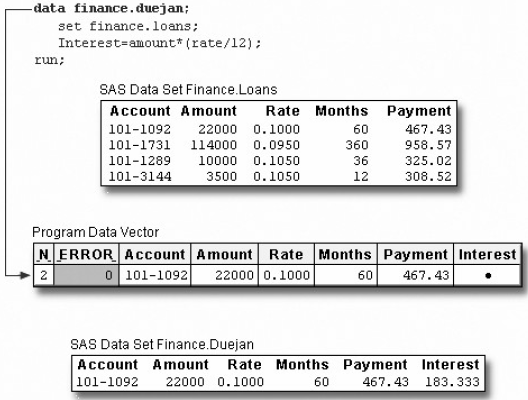 data finance.duejan;
set finance.loans;
Interest=amount*(rate/12);
run;
SAS Data Set Finance.Loans
Account Amount Rate Months Payment
101-1092 22000 0.1000 60 467.43
101-1731 114000 0.0950 360 958.57
101-1289 10000 0.1050 36 325.02
101-3144 3500 0.1050 12 308.52
Program Data Vector
_N_ _ERROR_ Account Amount Rate Months Payment Interest
2 0 101-1092 22000 0.1000 60 467.43 •
SAS Data Set Finance.Duejan
Account Amount Rate Months Payment Interest
101-1092 22000 0.1000 60 467.43 183.333